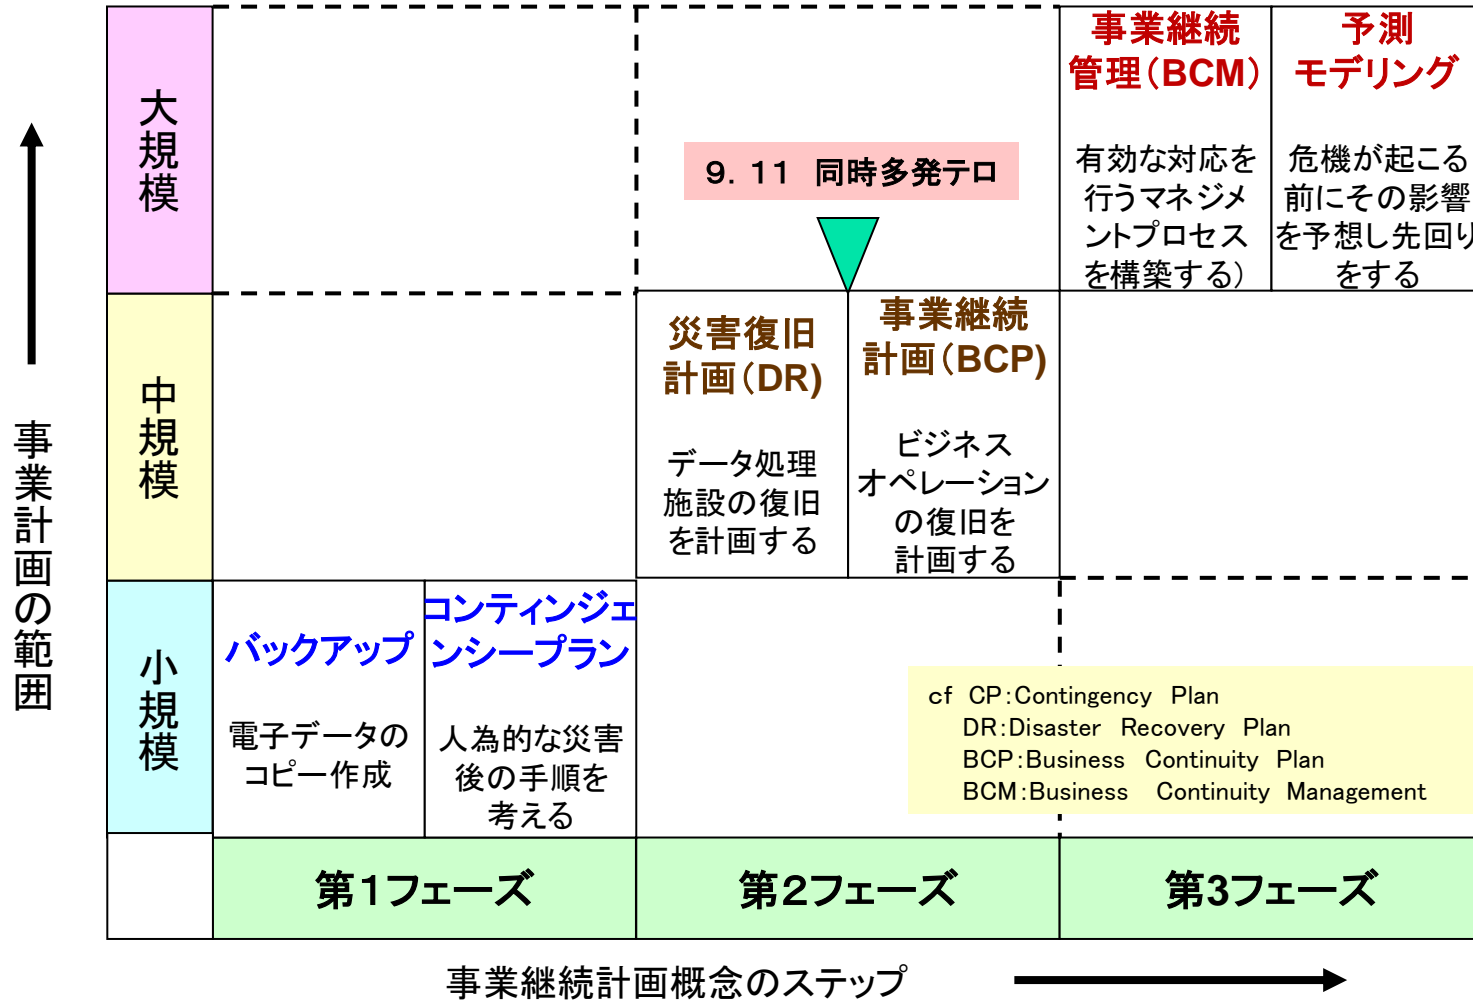 大規模
事業継続
管理(BCM)
有効な対応を
行うマネジメ
ントプロセス
を構築する)
予測
モデリング
危機が起こる
前にその影響
を予想し先回り
をする
9.11 同時多発テロ
事業計画の範囲
中規模
災害復旧
計画(DR)
データ処理
施設の復旧
を計画する
事業継続
計画(BCP)
ビジネス
オペレーション
の復旧を
計画する
小規模
バックアップ
電子データの
コピー作成
コンティンジェ
ンシープラン
人為的な災害
後の手順を
考える
cf CP:Contingency Plan
DR:Disaster Recovery Plan
BCP:Business Continuity Plan
BCM:Business Continuity Management
第1フェーズ
第2フェーズ
第3フェーズ
事業継続計画概念のステップ